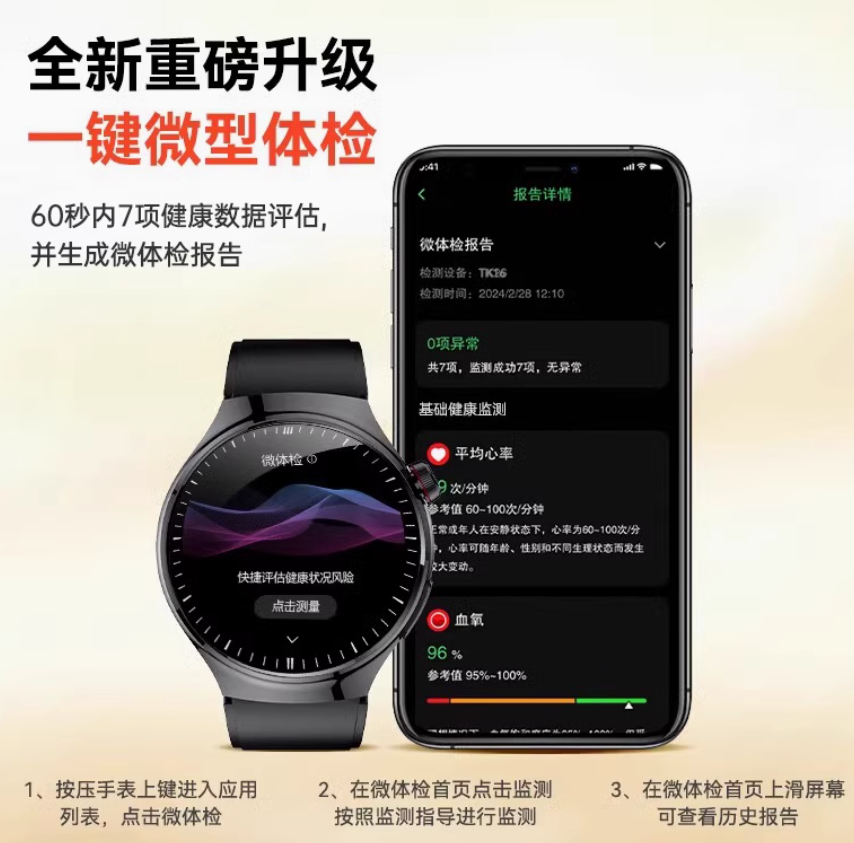 全新重磅升级
一键微型体检
60秒内7项健康数据评估,
并生成微体检报告
微体检
快捷评估健康状况风险
点击测量
:41
报告详情
微体检报告
检测设备：TK26
检测时间：2024/2/28 12:10
0项异常
共7项，监测成功7项，无异常
基础健康监测
平均心率
9 次/分钟
参考值 60~100次/分钟
正常成年人在安静状态下，心率为60~100次/分
，心率可随年龄、性别和不同生理状态而发生
较大变动。
血氧
96 %
参考值 95%~100%
1、按压手表上键进入应用
列表，点击微体检
2、在微体检首页点击监测
按照监测指导进行监测
3、在微体检首页上滑屏幕
可查看历史报告